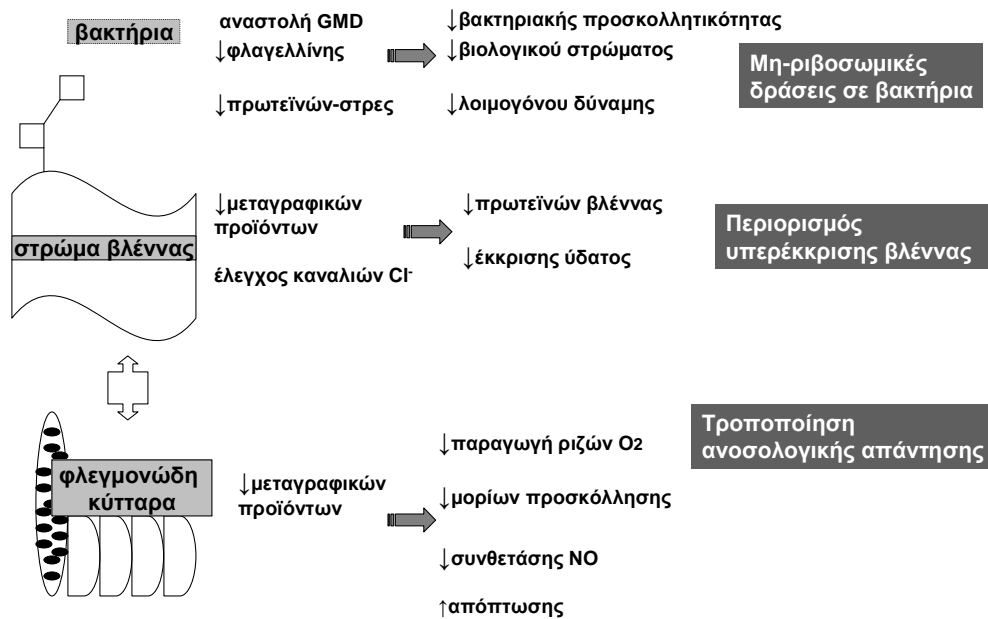 βακτήρια
αναστολή GMD
↓φλαγελλίνης
↓πρωτεϊνών-στρες
↓βακτηριακής προσκολλητικότητας
↓βιολογικού στρώματος
↓λοιμογόνου δύναμης
Μη-ριβοσωμικές
δράσεις σε βακτήρια
στρώμα βλέννας
↓μεταγραφικών
προϊόντων
έλεγχος καναλιών Cl-
↓πρωτεϊνών βλέννας
↓έκκρισης ύδατος
Περιορισμός
υπερέκκρισης βλέννας
φλεγμονώδη
κύτταρα
↓μεταγραφικών
προϊόντων
↓παραγωγή ριζών Ο2
↓μορίων προσκόλλησης
↓συνθετάσης ΝΟ
↑απόπτωσης
Τροποποίηση
ανοσολογικής απάντησης